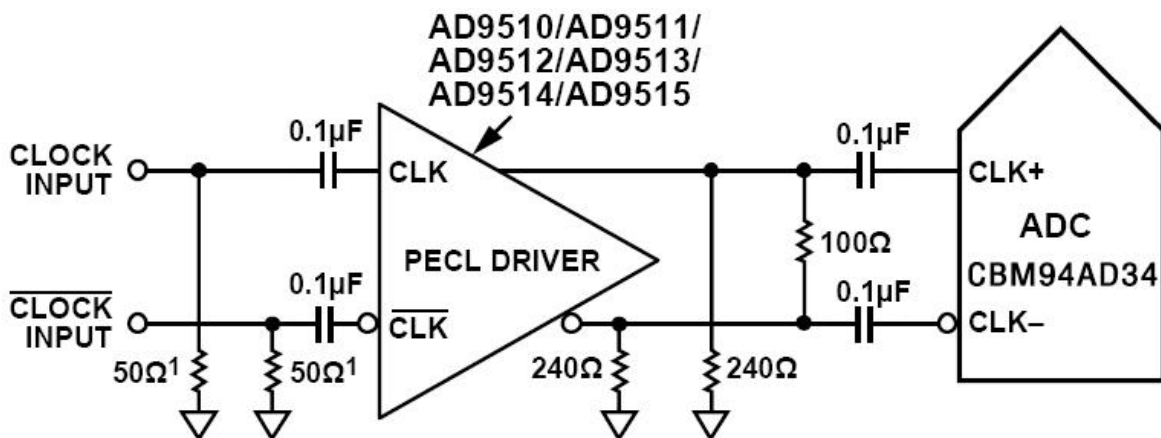 AD9510/AD9511/
AD9512/AD9513/
AD9514/AD9515
0.1µF
0.1µF
CLOCK
INPUT
CLK
CLK+
ADC
100Ω
PECL DRIVER
CBM94AD34
0.1µF
0.1µF
CLOCK
INPUT
CLK
CLK–
50Ω¹
50Ω¹
240Ω
240Ω